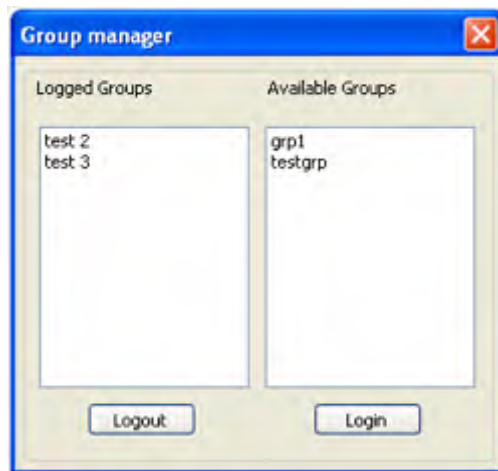 Group manager
Logged Groups
Available Groups
test 2
test 3
grp1
testgrp
Logout
Login